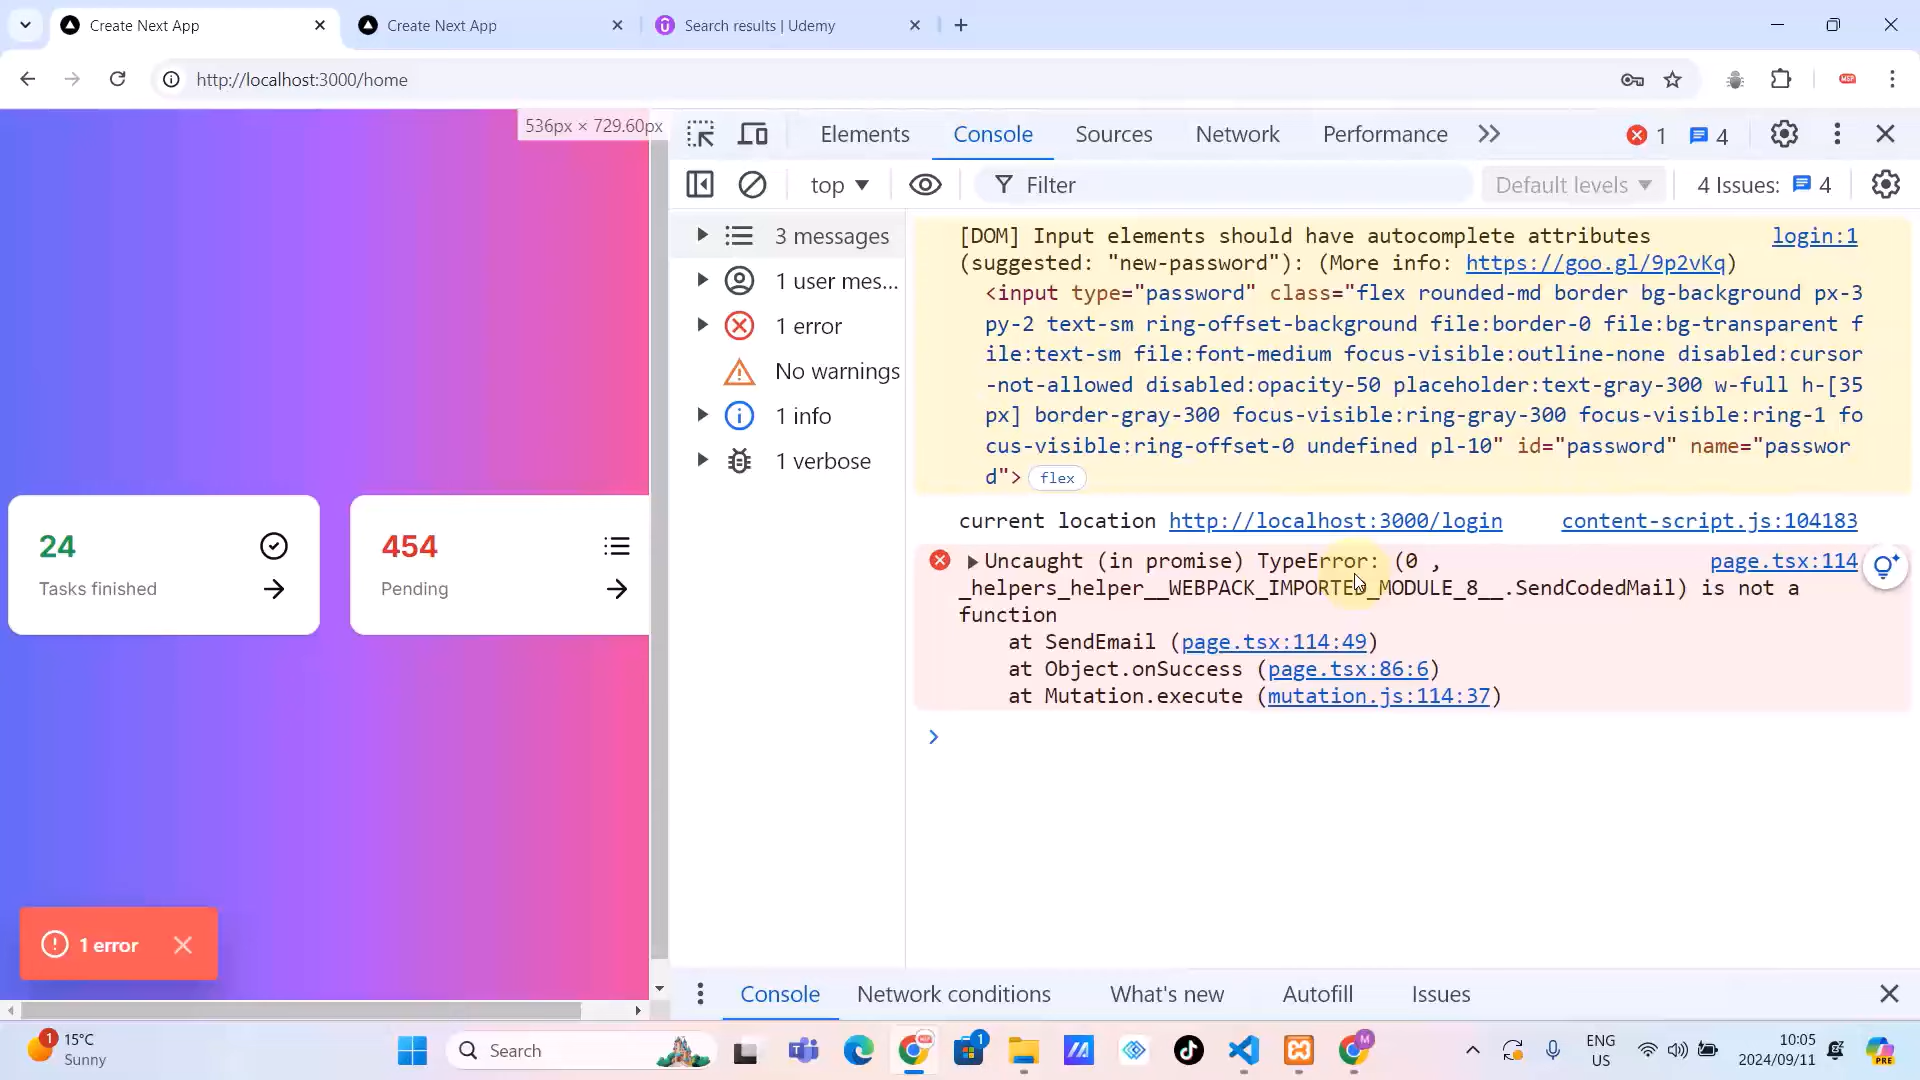 Create Next App
Create Next App
Search results | Udemy
http://localhost:3000/home
MSP
536px × 729.60px
Elements
Console
Sources
Network
Performance
1
4
top
Filter
Default levels
4 Issues:
4
3 messages
1 user mes...
1 error
No warnings
1 info
1 verbose
[DOM] Input elements should have autocomplete attributes login:1
(suggested: "new-password"): (More info: https://goo.gl/9p2vKq)
<input type="password" class="flex rounded-md border bg-background px-3
py-2 text-sm ring-offset-background file:border-0 file:bg-transparent f
ile:text-sm file:font-medium focus-visible:outline-none disabled:cursor
-not-allowed disabled:opacity-50 placeholder:text-gray-300 w-full h-[35
px] border-gray-300 focus-visible:ring-gray-300 focus-visible:ring-1 fo
cus-visible:ring-offset-0 undefined pl-10" id="password" name="passwor
d"> flex
current location http://localhost:3000/login content-script.js:104183
Uncaught (in promise) TypeError: (0 , page.tsx:114
_helpers_helper__WEBPACK_IMPORTED_MODULE_8__.SendCodedMail) is not a
function
at SendEmail (page.tsx:114:49)
at Object.onSuccess (page.tsx:86:6)
at Mutation.execute (mutation.js:114:37)
24
Tasks finished
454
Pending
1 error
Console
Network conditions
What's new
Autofill
Issues
1
15°C
Sunny
Search
MSP
1
M
ENG
US
10:05
2024/09/11
PRE